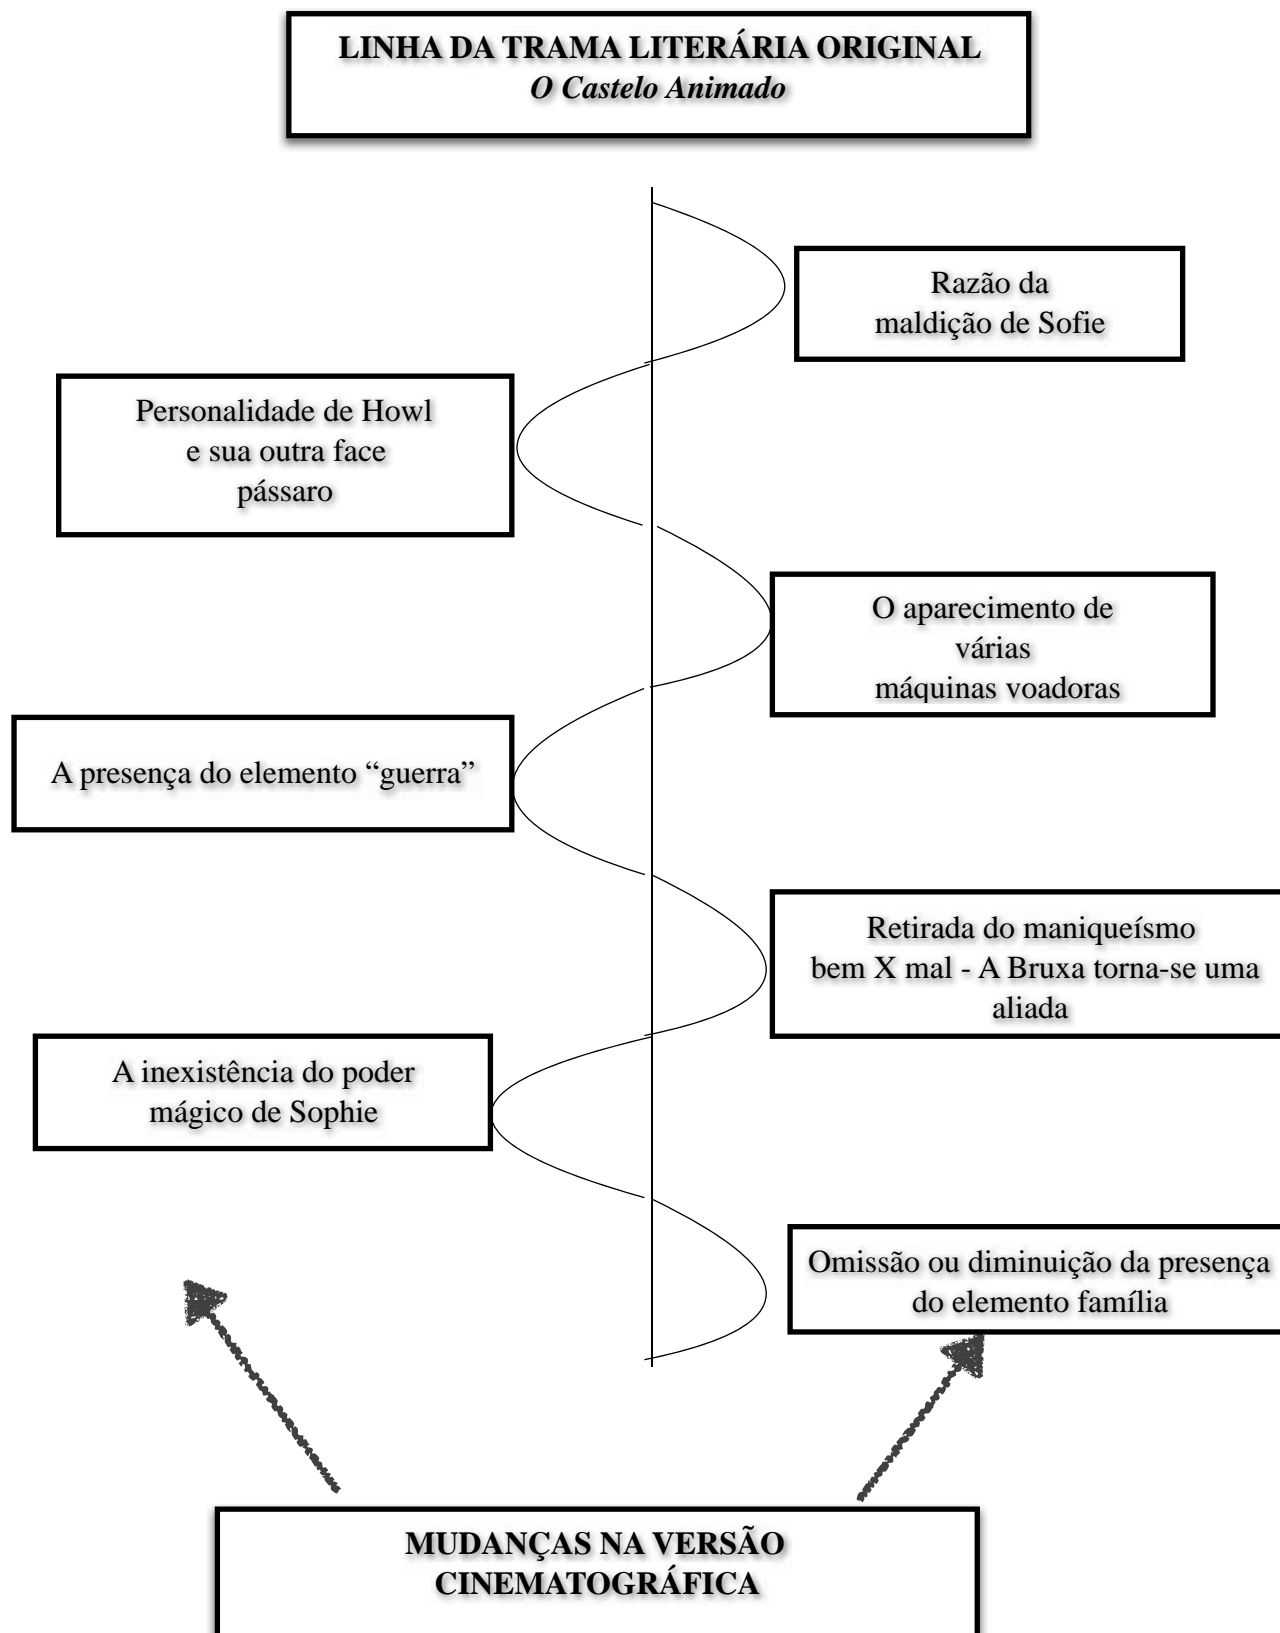 LINHA DA TRAMA LITERÁRIA ORIGINAL
O Castelo Animado
Razão da
maldição de Sofie
Personalidade de Howl
e sua outra face
pássaro
O aparecimento de
várias
máquinas voadoras
A presença do elemento “guerra”
Retirada do maniqueísmo
bem X mal - A Bruxa torna-se uma
aliada
A inexistência do poder
mágico de Sophie
Omissão ou diminuição da presença
do elemento família
MUDANÇAS NA VERSÃO
CINEMATOGRÁFICA